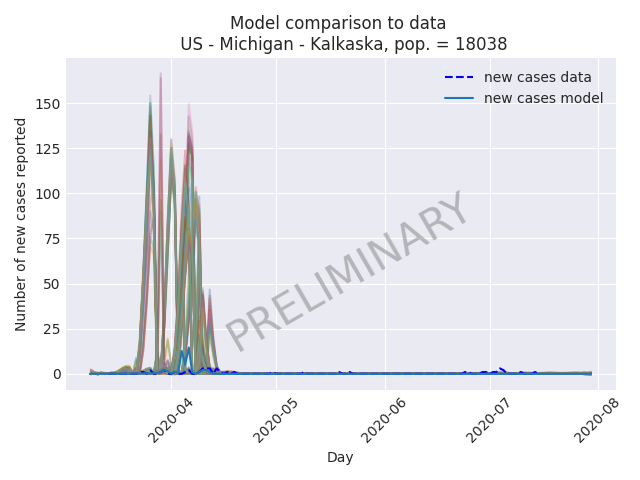 Model comparison to data
US - Michigan - Kalkaska, pop. = 18038
new cases data
new cases model
Number of new cases reported
150
125
100
75
50
25
0
PRELIMINARY
2020-04
2020-05
2020-06
2020-07
2020-08
Day